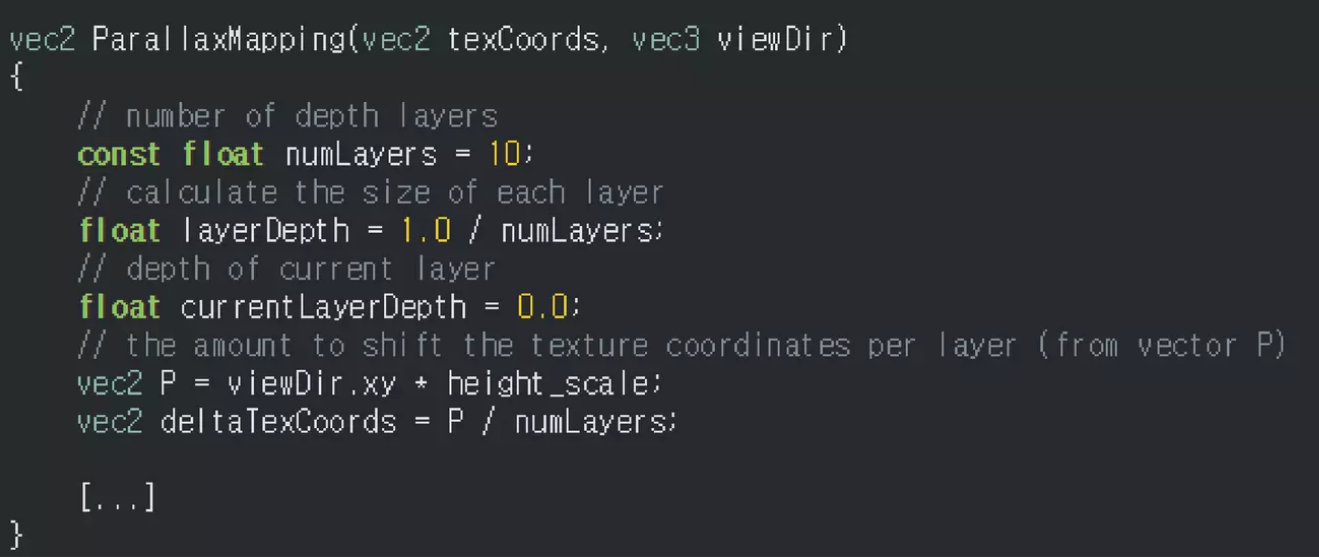 vec2 ParallaxMapping(vec2 texCoords, vec3 viewDir)
{
    // number of depth layers
    const float numLayers = 10;
    // calculate the size of each layer
    float layerDepth = 1.0 / numLayers;
    // depth of current layer
    float currentLayerDepth = 0.0;
    // the amount to shift the texture coordinates per layer (from vector P)
    vec2 P = viewDir.xy * height_scale;
    vec2 deltaTexCoords = P / numLayers;
    [...]
}